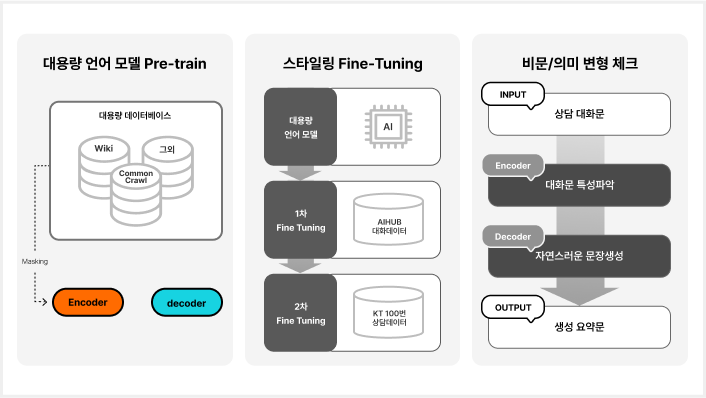 대용량 언어 모델 Pre-train
대용량 데이터베이스
Wiki
그외
Common
Crawl
Masking
Encoder
decoder
스타일링 Fine-Tuning
대용량
언어 모델
AI
1차
Fine Tuning
AIHUB
대화데이터
2차
Fine Tuning
KT 100번
상담데이터
비문/의미 변형 체크
INPUT
상담 대화문
Encoder
대화문 특성파악
Decoder
자연스러운 문장생성
OUTPUT
생성 요약문